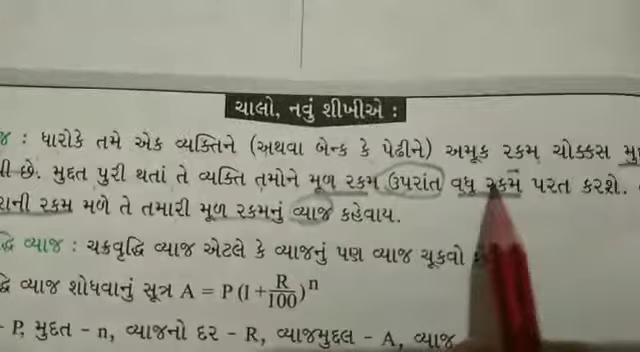 ચાલો, નવું શીખીએ :
જ : ધારોકે તમે એક વ્યક્તિને (અથવા બેન્ક કે પેઢીને) અમૂક રકમ ચોક્કસ મુ
ી છે. મુદ્દત પુરી થતાં તે વ્યક્તિ તમોને મૂળ રકમ ઉપરાંત વધુ રકમ પરત કરશે.
રાની રકમ મળે તે તમારી મૂળ રકમનું વ્યાજ કહેવાય.
દ્ધિ વ્યાજ : ચક્રવૃદ્ધિ વ્યાજ એટલે કે વ્યાજનું પણ વ્યાજ ચૂકવો
દ્ધિ વ્યાજ શોધવાનું સૂત્ર A = P (1 + R/100)^n
- P, મુદ્દત - n, વ્યાજનો દર - R, વ્યાજમુદ્દલ - A, વ્યાજ